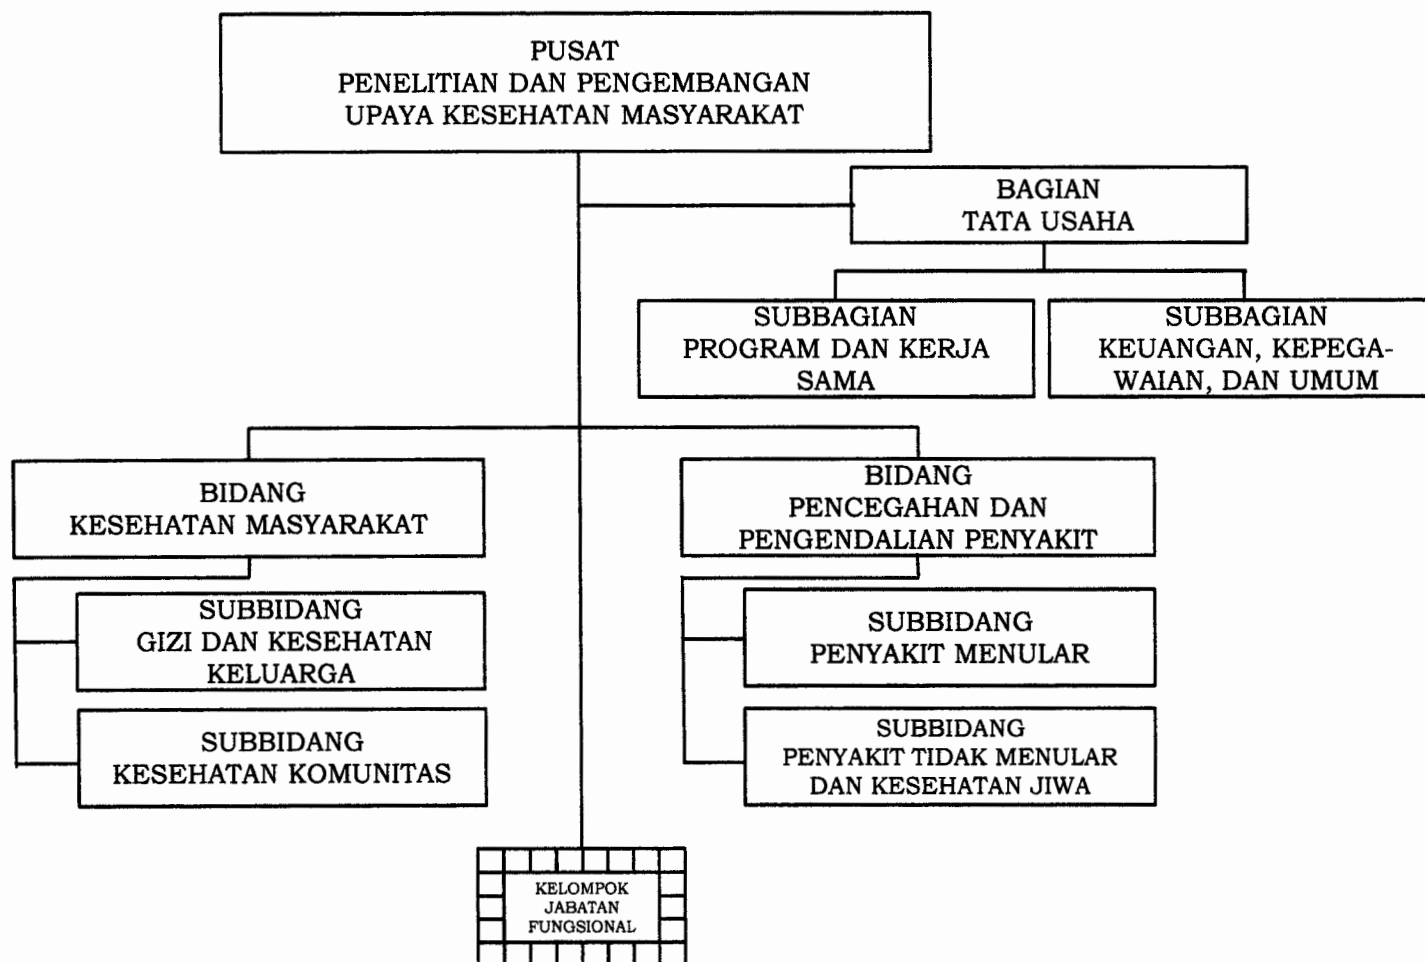 PUSAT
PENELITIAN DAN PENGEMBANGAN
UPAYA KESEHATAN MASYARAKAT
BAGIAN
TATA USAHA
SUBBAGIAN
PROGRAM DAN KERJA
SAMA
SUBBAGIAN
KEUANGAN, KEPEGA-
WAIAN, DAN UMUM
BIDANG
KESEHATAN MASYARAKAT
BIDANG
PENCEGAHAN DAN
PENGENDALIAN PENYAKIT
SUBBIDANG
GIZI DAN KESEHATAN
KELUARGA
SUBBIDANG
PENYAKIT MENULAR
SUBBIDANG
KESEHATAN KOMUNITAS
SUBBIDANG
PENYAKIT TIDAK MENULAR
DAN KESEHATAN JIWA
KELOMPOK
JABATAN
FUNGSIONAL